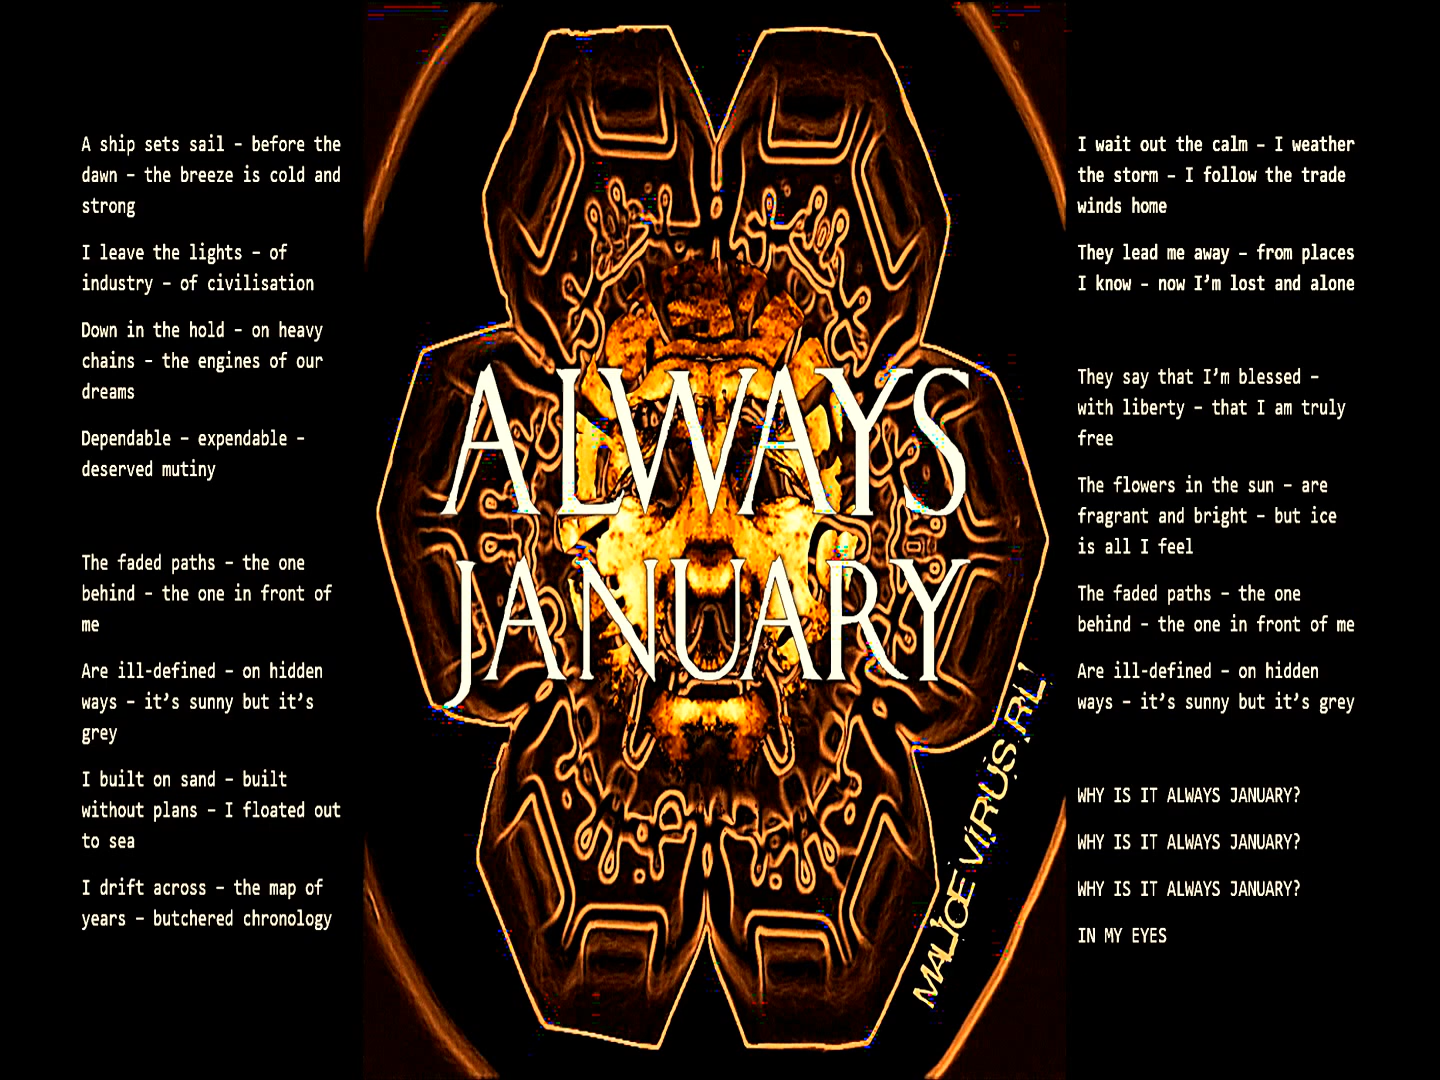 A ship sets sail – before the
dawn – the breeze is cold and
strong
I leave the lights – of
industry – of civilisation
Down in the hold – on heavy
chains – the engines of our
dreams
Dependable – expendable –
deserved mutiny
The faded paths – the one
behind – the one in front of
me
Are ill-defined – on hidden
ways – it’s sunny but it’s
grey
I built on sand – built
without plans – I floated out
to sea
I drift across – the map of
years – butchered chronology
ALWAYS
JANUARY
MALICE VIRUS.RL!
I wait out the calm – I weather
the storm – I follow the trade
winds home
They lead me away – from places
I know – now I’m lost and alone
They say that I’m blessed –
with liberty – that I am truly
free
The flowers in the sun – are
fragrant and bright – but ice
is all I feel
The faded paths – the one
behind – the one in front of me
Are ill-defined – on hidden
ways – it’s sunny but it’s grey
WHY IS IT ALWAYS JANUARY?
WHY IS IT ALWAYS JANUARY?
WHY IS IT ALWAYS JANUARY?
IN MY EYES